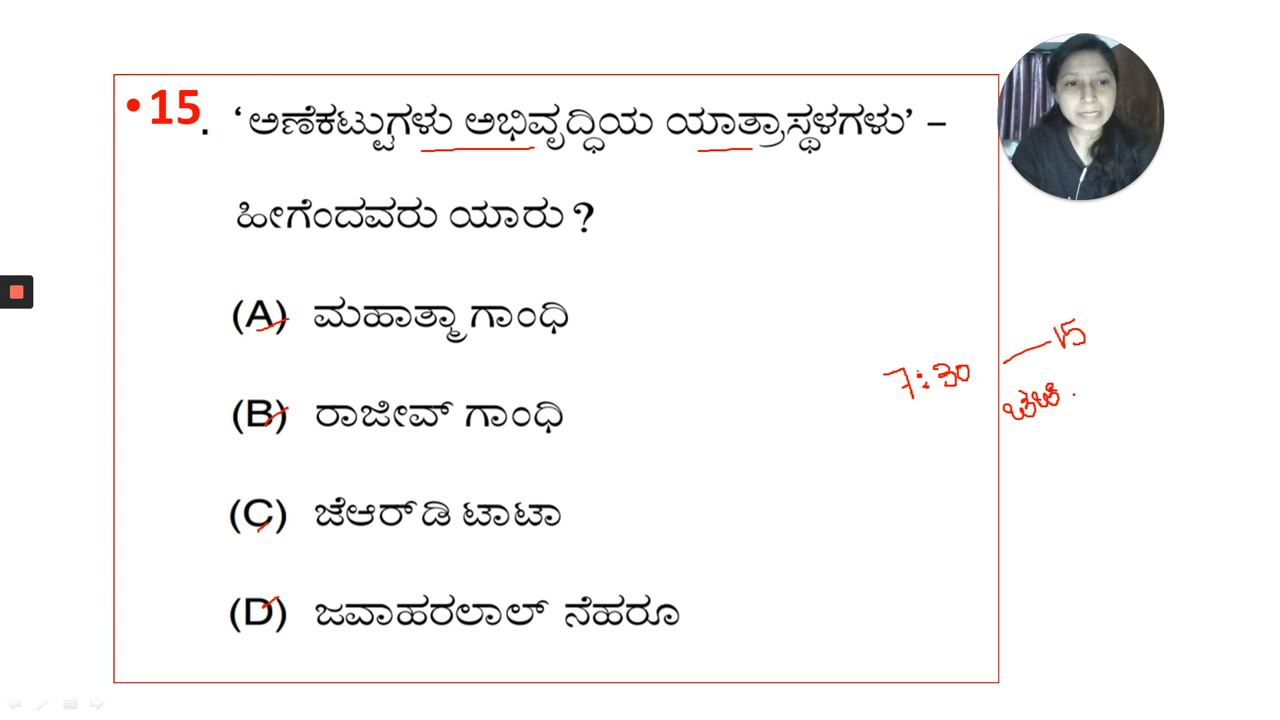 • 15. ‘ಅಣೆಕಟ್ಟುಗಳು ಅಭಿವೃದ್ಧಿಯ ಯಾತ್ರಾಸ್ಥಳಗಳು’ –
ಹೀಗೆಂದವರು ಯಾರು ?
(A) ಮಹಾತ್ಮಾ ಗಾಂಧಿ
(B) ರಾಜೀವ್ ಗಾಂಧಿ
(C) ಜೆಆರ್‌ಡಿ ಟಾಟಾ
(D) ಜವಾಹರಲಾಲ್ ನೆಹರೂ
7:30 — 15